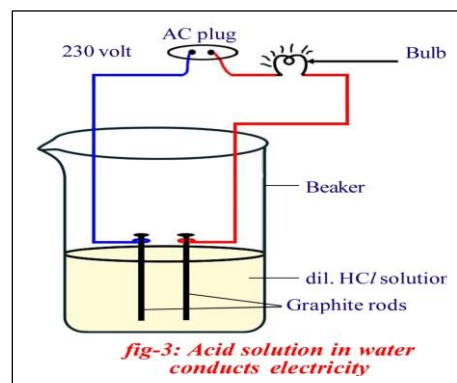 AC plug
230 volt
Bulb
Beaker
dil. HCl solution
Graphite rods
fig-3: Acid solution in water
conducts electricity